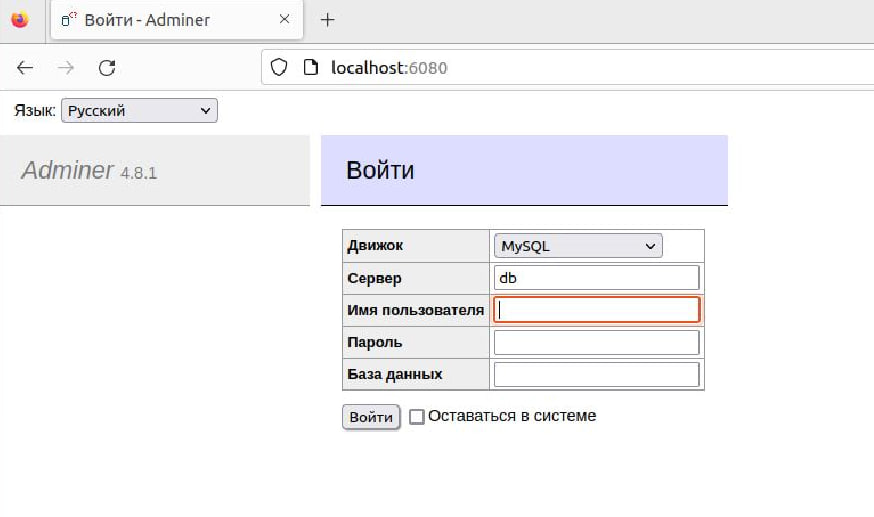 Войти - Adminer
localhost:6080
Язык: Русский
Adminer 4.8.1
Войти
Движок MySQL
Сервер db
Имя пользователя
Пароль
База данных
Войти Оставаться в системе